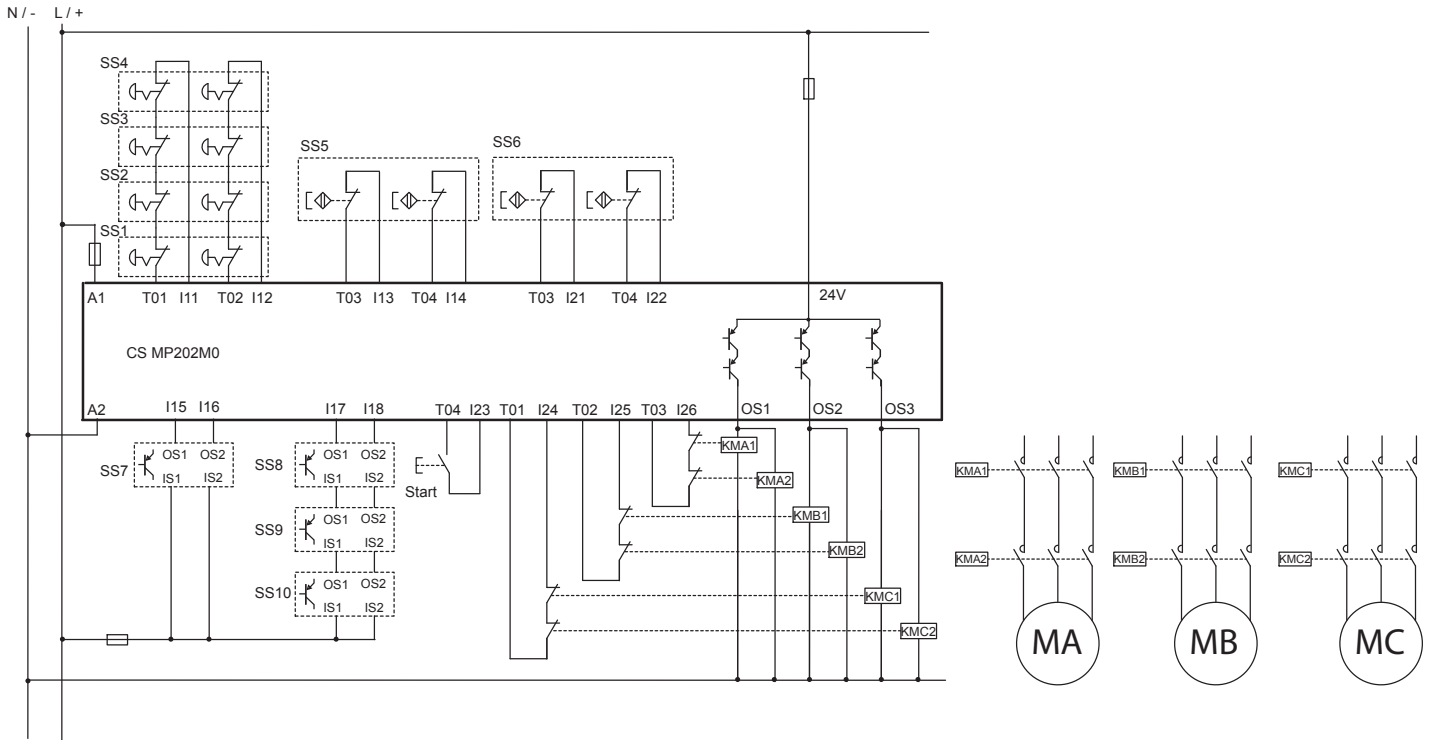 N / - L / +
SS4
SS3
SS2
SS1
SS5
SS6
A1 T01 I11 T02 I12 T03 I13 T04 I14 T03 I21 T04 I22 24V
CS MP202M0
A2 I15 I16 I17 I18 T04 I23 T01 I24 T02 I25 T03 I26 OS1 OS2 OS3
SS7 OS1 OS2
IS1 IS2
SS8 OS1 OS2
IS1 IS2
SS9 OS1 OS2
IS1 IS2
SS10 OS1 OS2
IS1 IS2
Start
KMA1
KMA2
KMB1
KMB2
KMC1
KMC2
KMA1 KMB1 KMC1
KMA2 KMB2 KMC2
MA MB MC